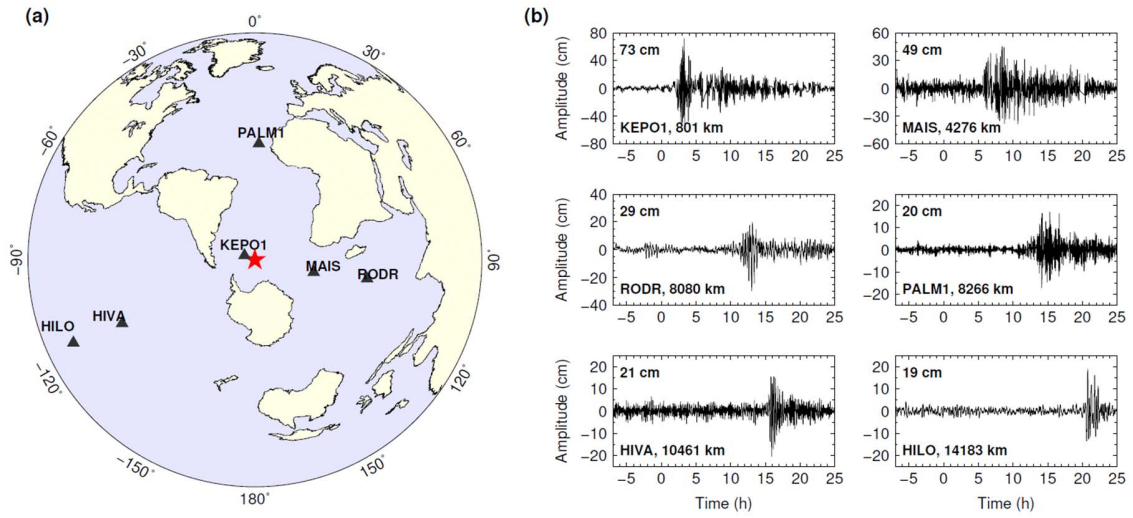 (a)
0°
30°
60°
90°
120°
150°
180°
−150°
−120°
−90°
−60°
−30°
PALM1
KEPO1
MAIS
RODR
HIVA
HILO
(b)
Amplitude (cm)
80
40
0
−40
−80
73 cm
KEPO1, 801 km
−5 0 5 10 15 20 25
60
30
0
−30
−60
49 cm
MAIS, 4276 km
−5 0 5 10 15 20 25
Amplitude (cm)
40
20
0
−20
−40
29 cm
RODR, 8080 km
−5 0 5 10 15 20 25
20
10
0
−10
−20
20 cm
PALM1, 8266 km
−5 0 5 10 15 20 25
Amplitude (cm)
20
10
0
−10
−20
21 cm
HIVA, 10461 km
−5 0 5 10 15 20 25
Time (h)
20
10
0
−10
−20
19 cm
HILO, 14183 km
−5 0 5 10 15 20 25
Time (h)